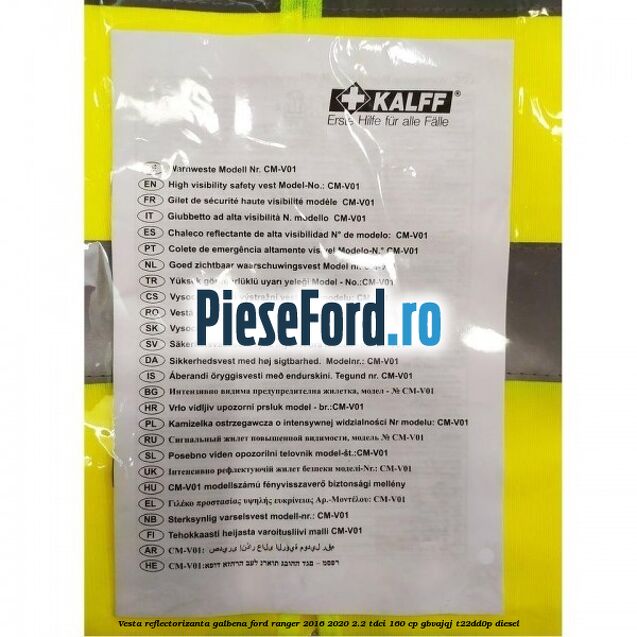 KALFF®
Erste Hilfe für alle Fälle
Warnweste Modell Nr. CM-V01
EN High visibility safety vest Model-No.: CM-V01
FR Gilet de sécurité haute visibilité modèle CM-V01
IT Giubbetto ad alta visibilità N. modello CM-V01
ES Chaleco reflectante de alta visibilidad N° de modelo: CM-V01
PT Colete de emergência altamente visível Modelo-N.° CM-V01
NL Goed zichtbaar waarschuwingsvest Model nr.
TR Yüksek uyarı yeleği Model - No.:CM-V01
CS
RO Vestă
PieseFord.ro
SK
SV
DA Sikkerhedsvest med høj sigtbarhed. Modelnr.: CM-V01
IS Áberandi öryggisvesti með endurskini. Tegund nr. CM-V01
BG Интензивно видима предупредителна жилетка, модел - № CM-V01
HR Vrlo vidljiv upozorni prsluk model - br.:CM-V01
PL Kamizelka ostrzegawcza o intensywnej widzialności Nr modelu: CM-V01
RU Сигнальный жилет повышенной видимости, модель № CM-V01
SL Posebno viden opozorilni telovnik model-št.:CM-V01
UK Інтенсивно рефлектуючій жилет безпеки моделі-Nr.: CM-V01
HU CM-V01 modellszámú fényvisszaverő biztonsági mellény
EL Γιλέκο προστασίας υψηλής ευκρίνειας Αρ.-Μοντέλου: CM-V01
NB Sterksynlig varselsvest modell-nr.: CM-V01
FI Tehokkaasti heijasta varoitusliivi malli CM-V01
AR CM-V01:
HE CM-V01:
Vesta reflectorizanta galbena ford ranger 2016 2020 2.2 tdci 160 cp gbvajqj t22dd0p diesel